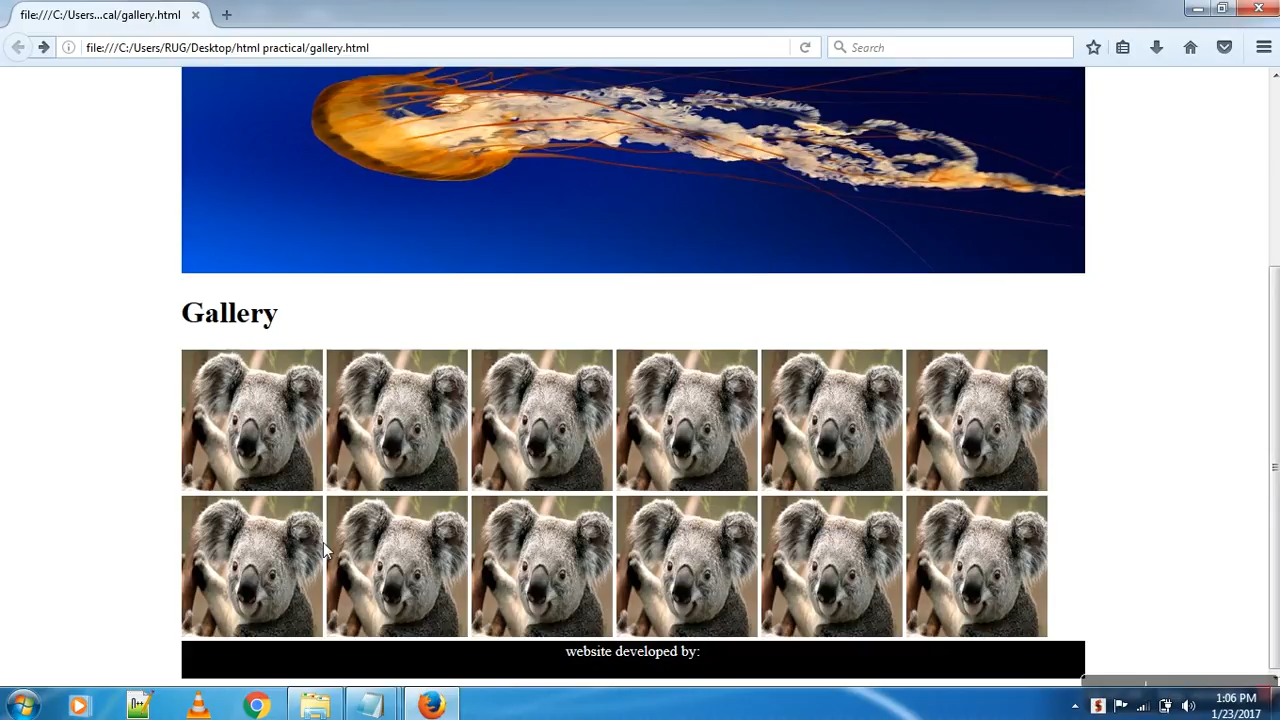 file:///C:/Users...cal/gallery.html
file:///C:/Users/RUG/Desktop/html practical/gallery.html
Search
Gallery
website developed by:
1:06 PM
1/23/2017